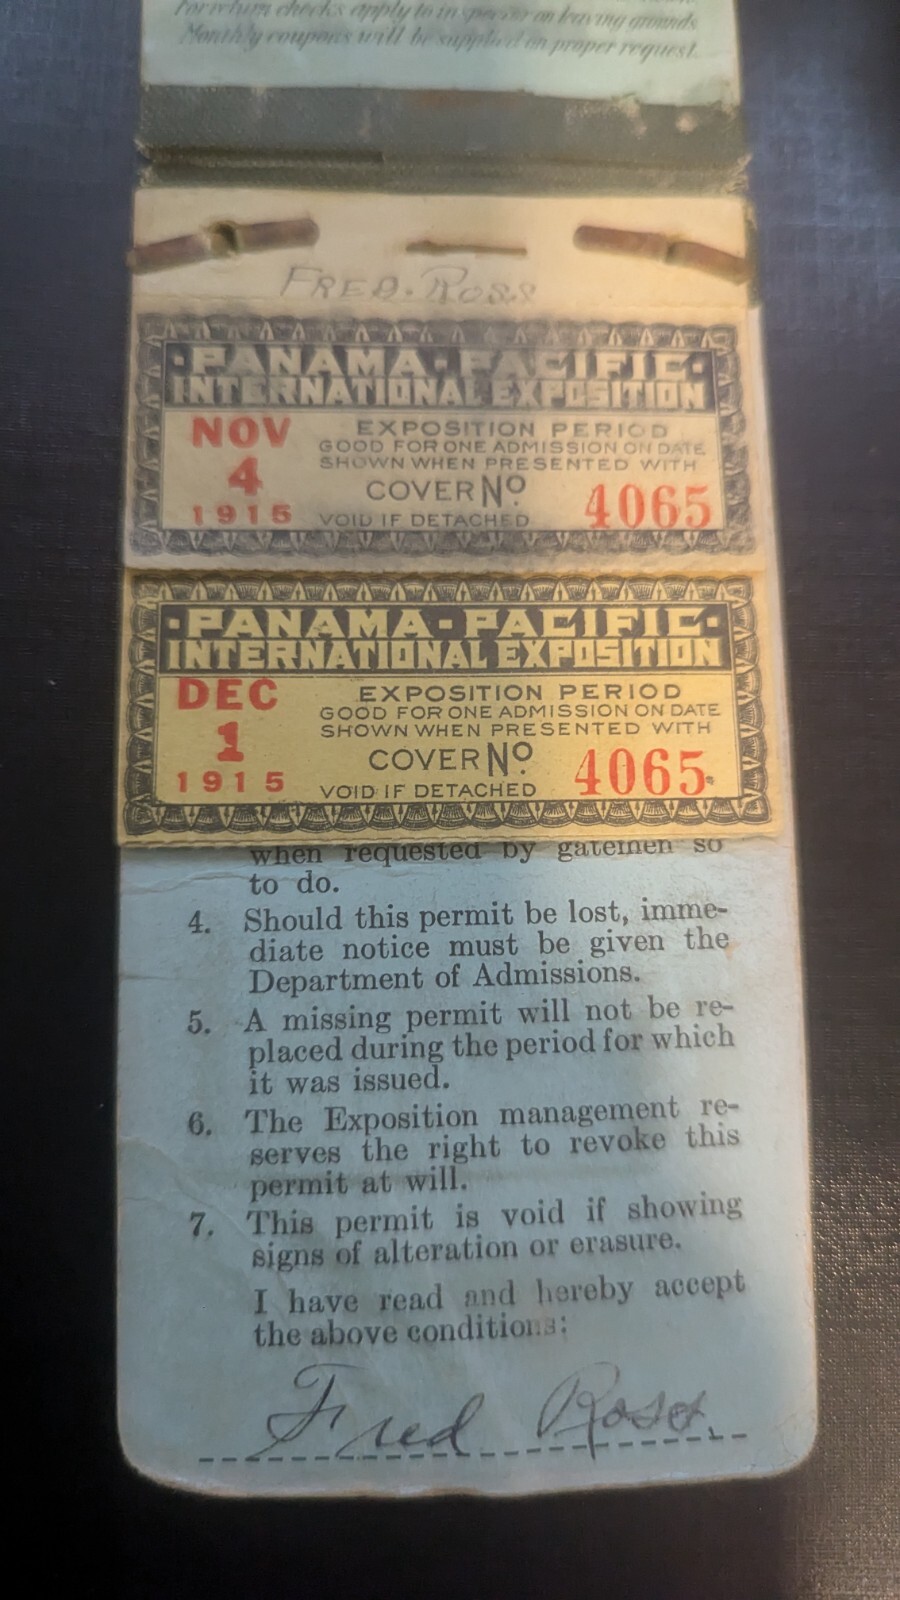 For return checks apply to inspector on leaving grounds
Monthly coupons will be supplied on proper request.
FRED. ROSS
·PANAMA-PACIFIC·
INTERNATIONAL EXPOSITION
NOV
4
1915
EXPOSITION PERIOD
GOOD FOR ONE ADMISSION ON DATE
SHOWN WHEN PRESENTED WITH
COVER No. 4065
VOID IF DETACHED
·PANAMA-PACIFIC·
INTERNATIONAL EXPOSITION
DEC
1
1915
EXPOSITION PERIOD
GOOD FOR ONE ADMISSION ON DATE
SHOWN WHEN PRESENTED WITH
COVER No. 4065
VOID IF DETACHED
when requested by gatemen so
to do.
4. Should this permit be lost, imme-
diate notice must be given the
Department of Admissions.
5. A missing permit will not be re-
placed during the period for which
it was issued.
6. The Exposition management re-
serves the right to revoke this
permit at will.
7. This permit is void if showing
signs of alteration or erasure.
I have read and hereby accept
the above conditions:
Fred Ross.